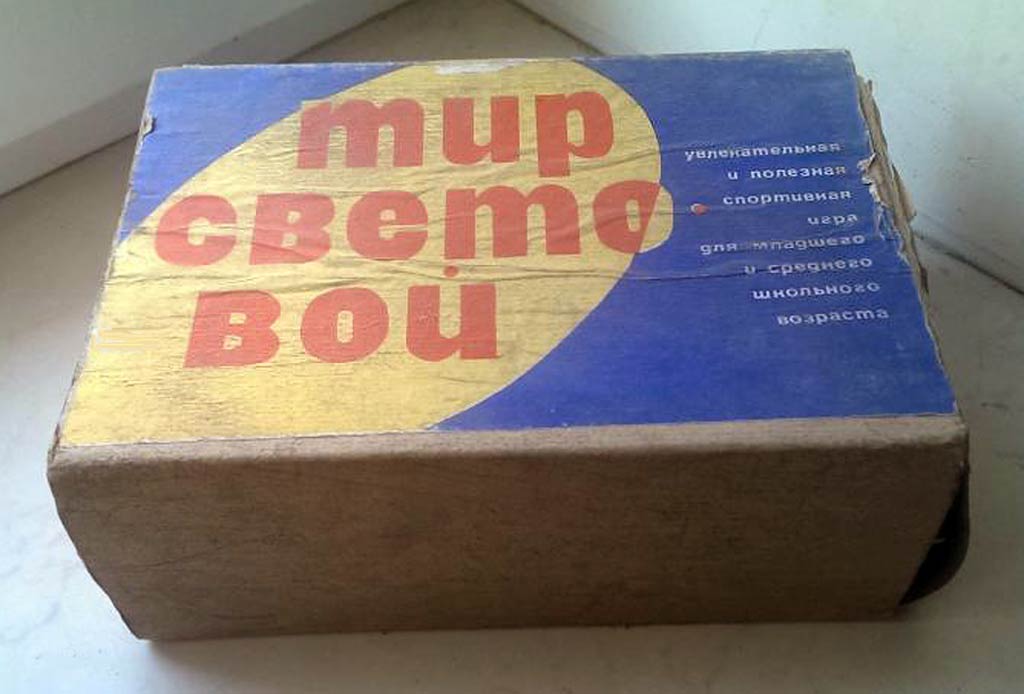 тир
свето
вой
увлекательная
и полезная
спортивная
игра
для младшего
и среднего
школьного
возраста